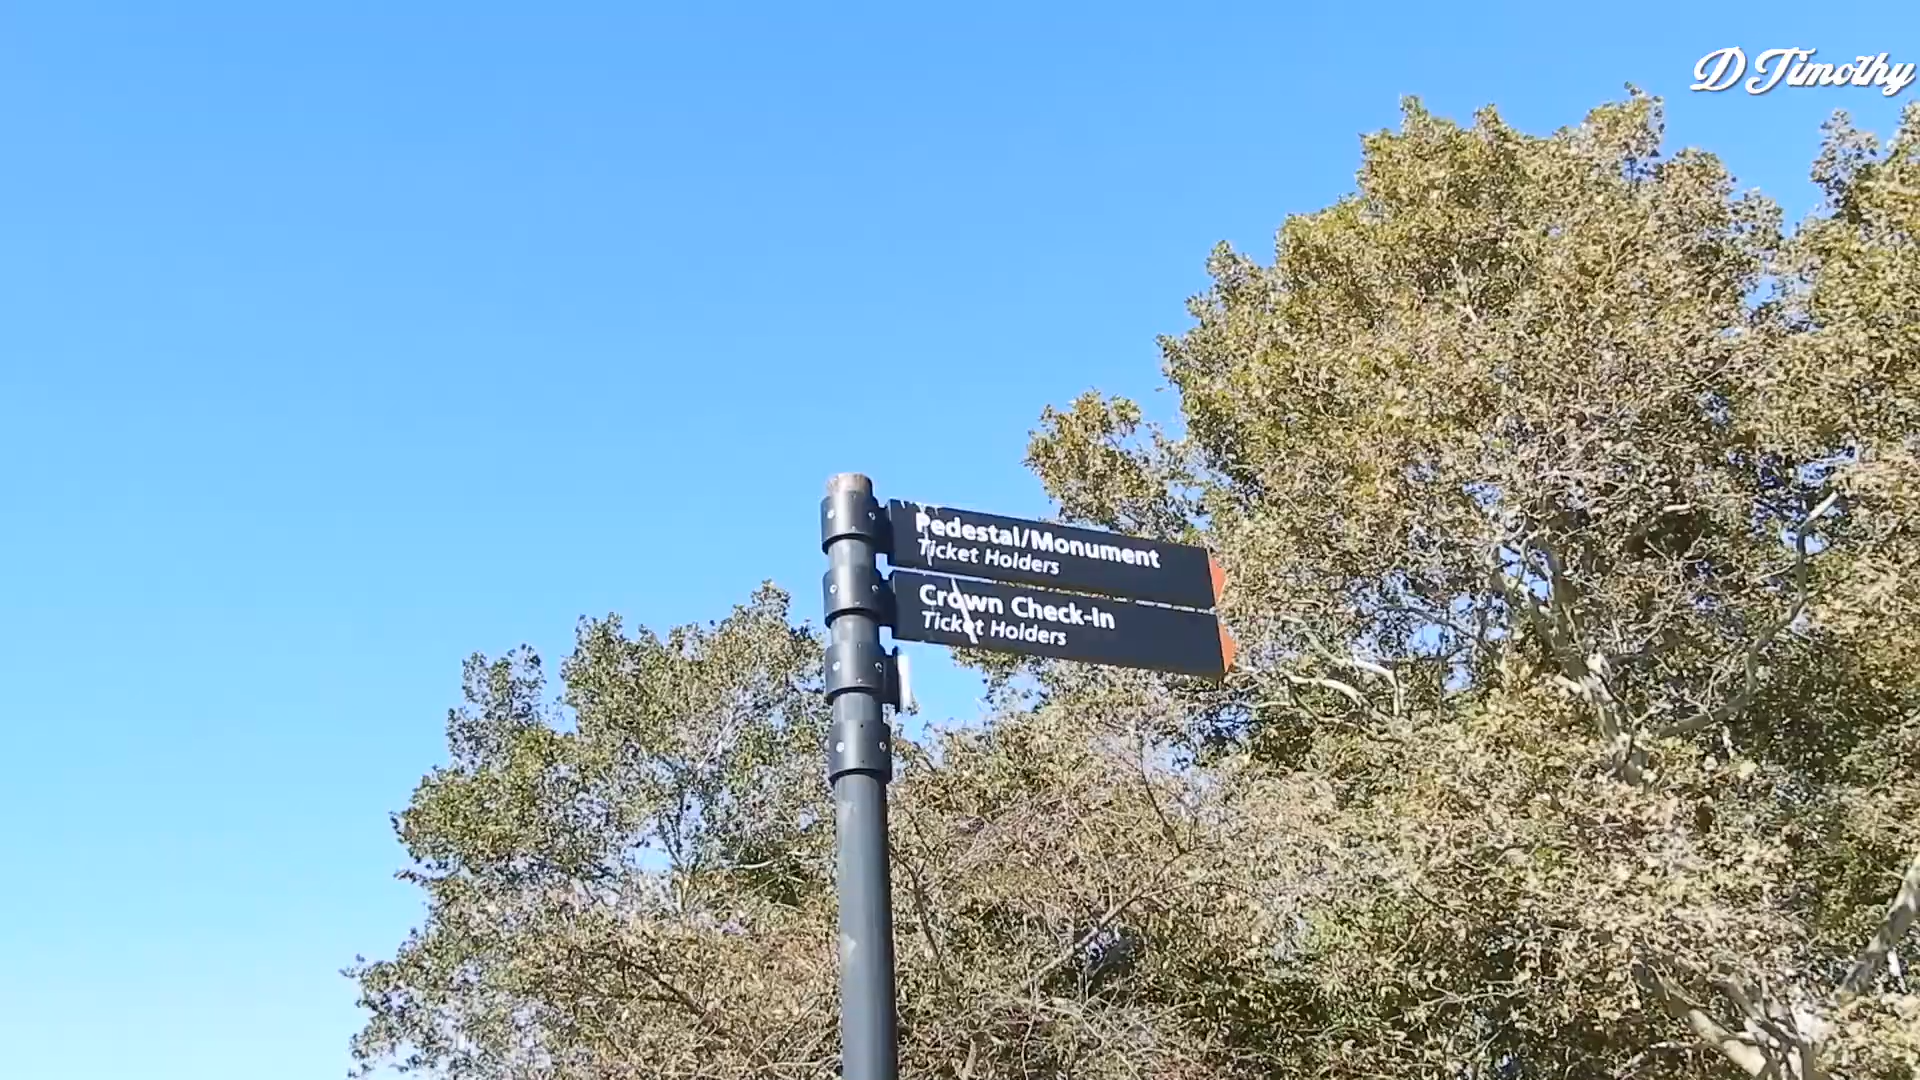 D Timothy
Pedestal/Monument
Ticket Holders
Crown Check-In
Ticket Holders